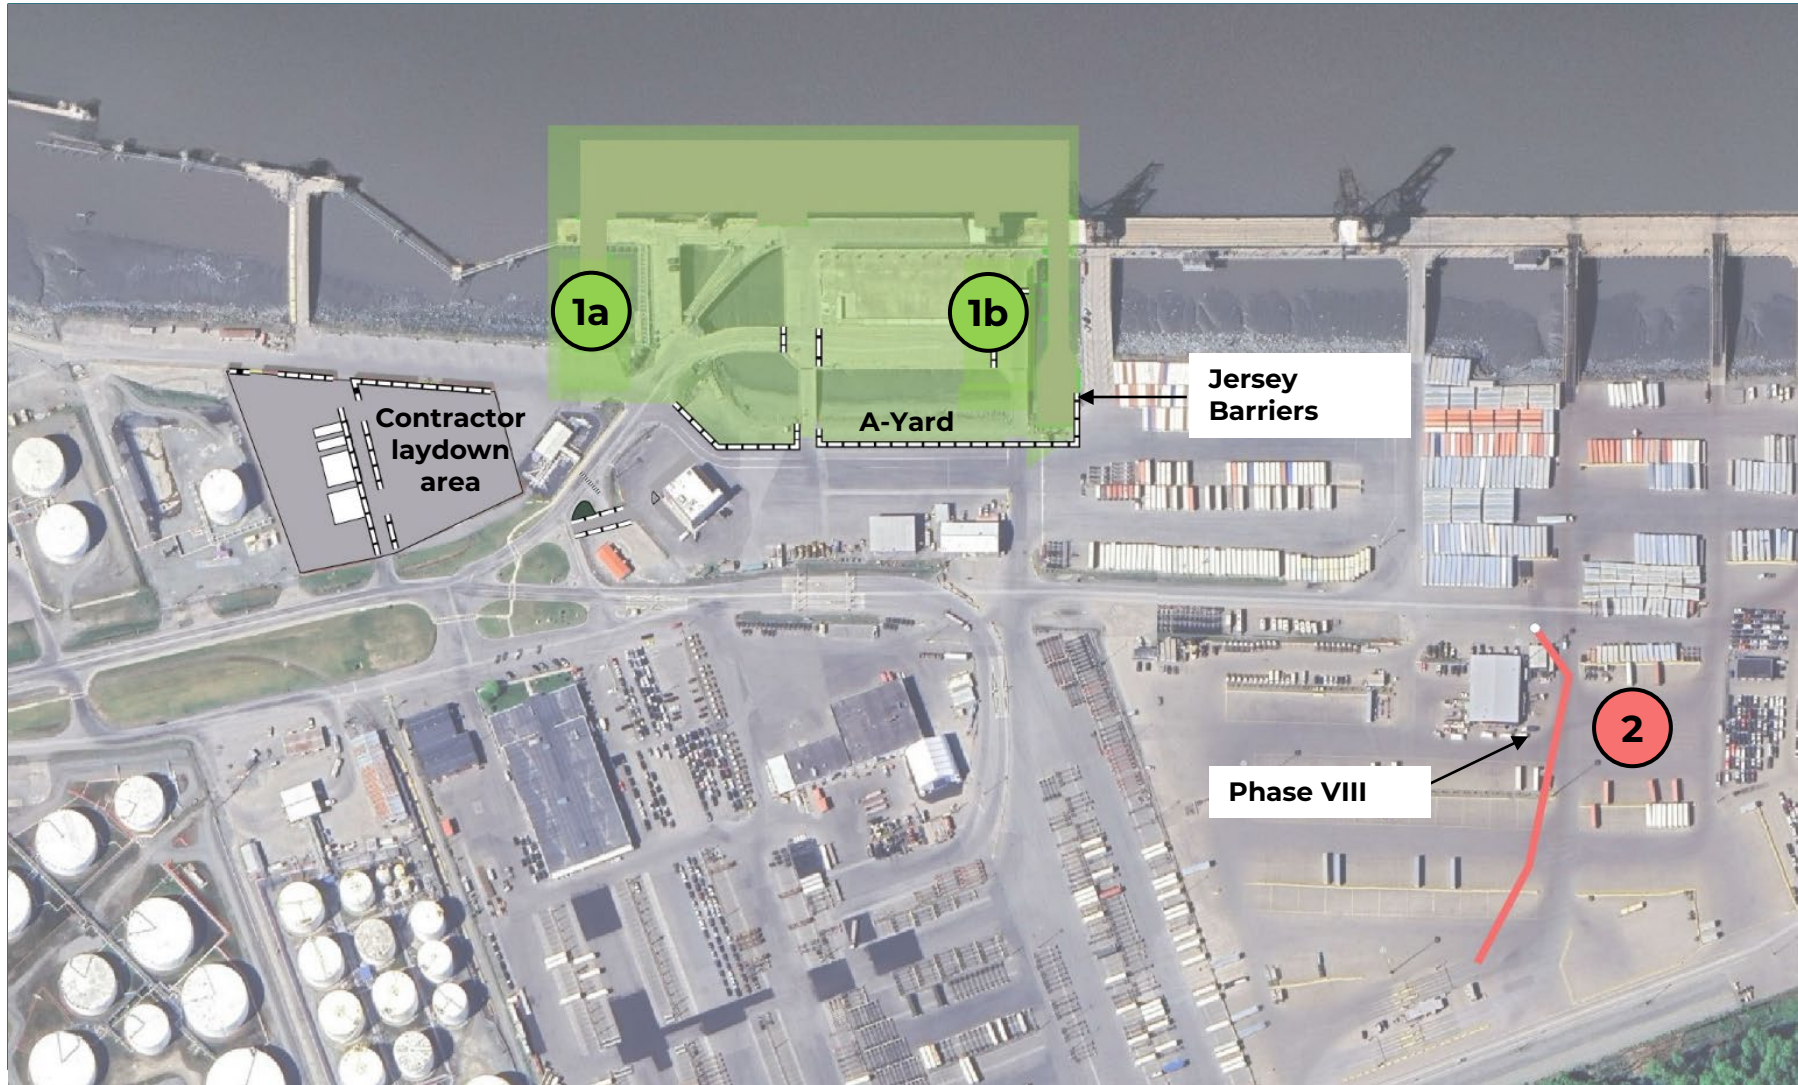 1a
1b
Jersey
Barriers
Contractor
laydown
area
A-Yard
2
Phase VIII